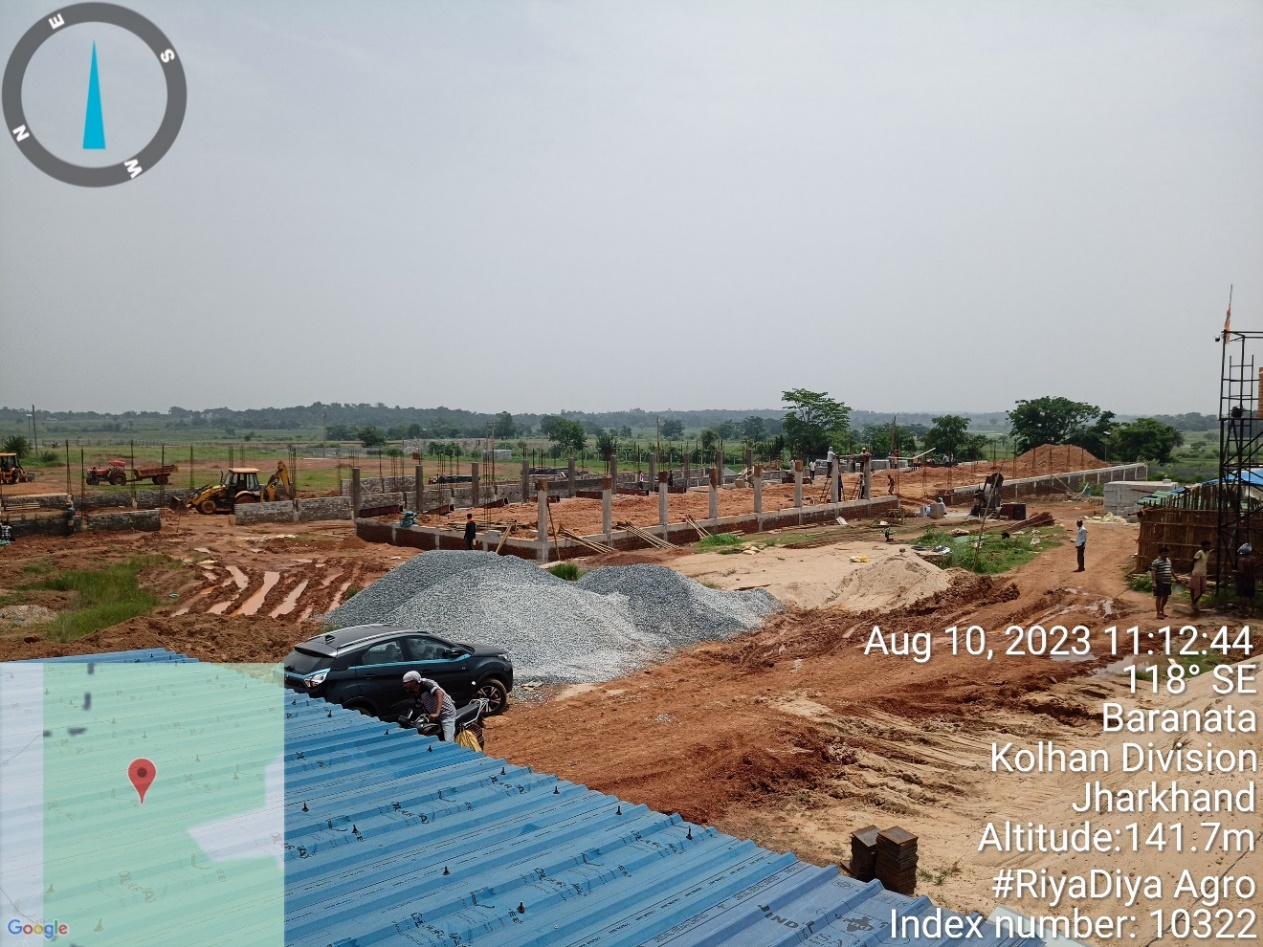 E
S
N
W
Aug 10, 2023 11:12:44
118° SE
Baranata
Kolhan Division
Jharkhand
Altitude:141.7m
#RiyaDiya Agro
Index number: 10322
Google